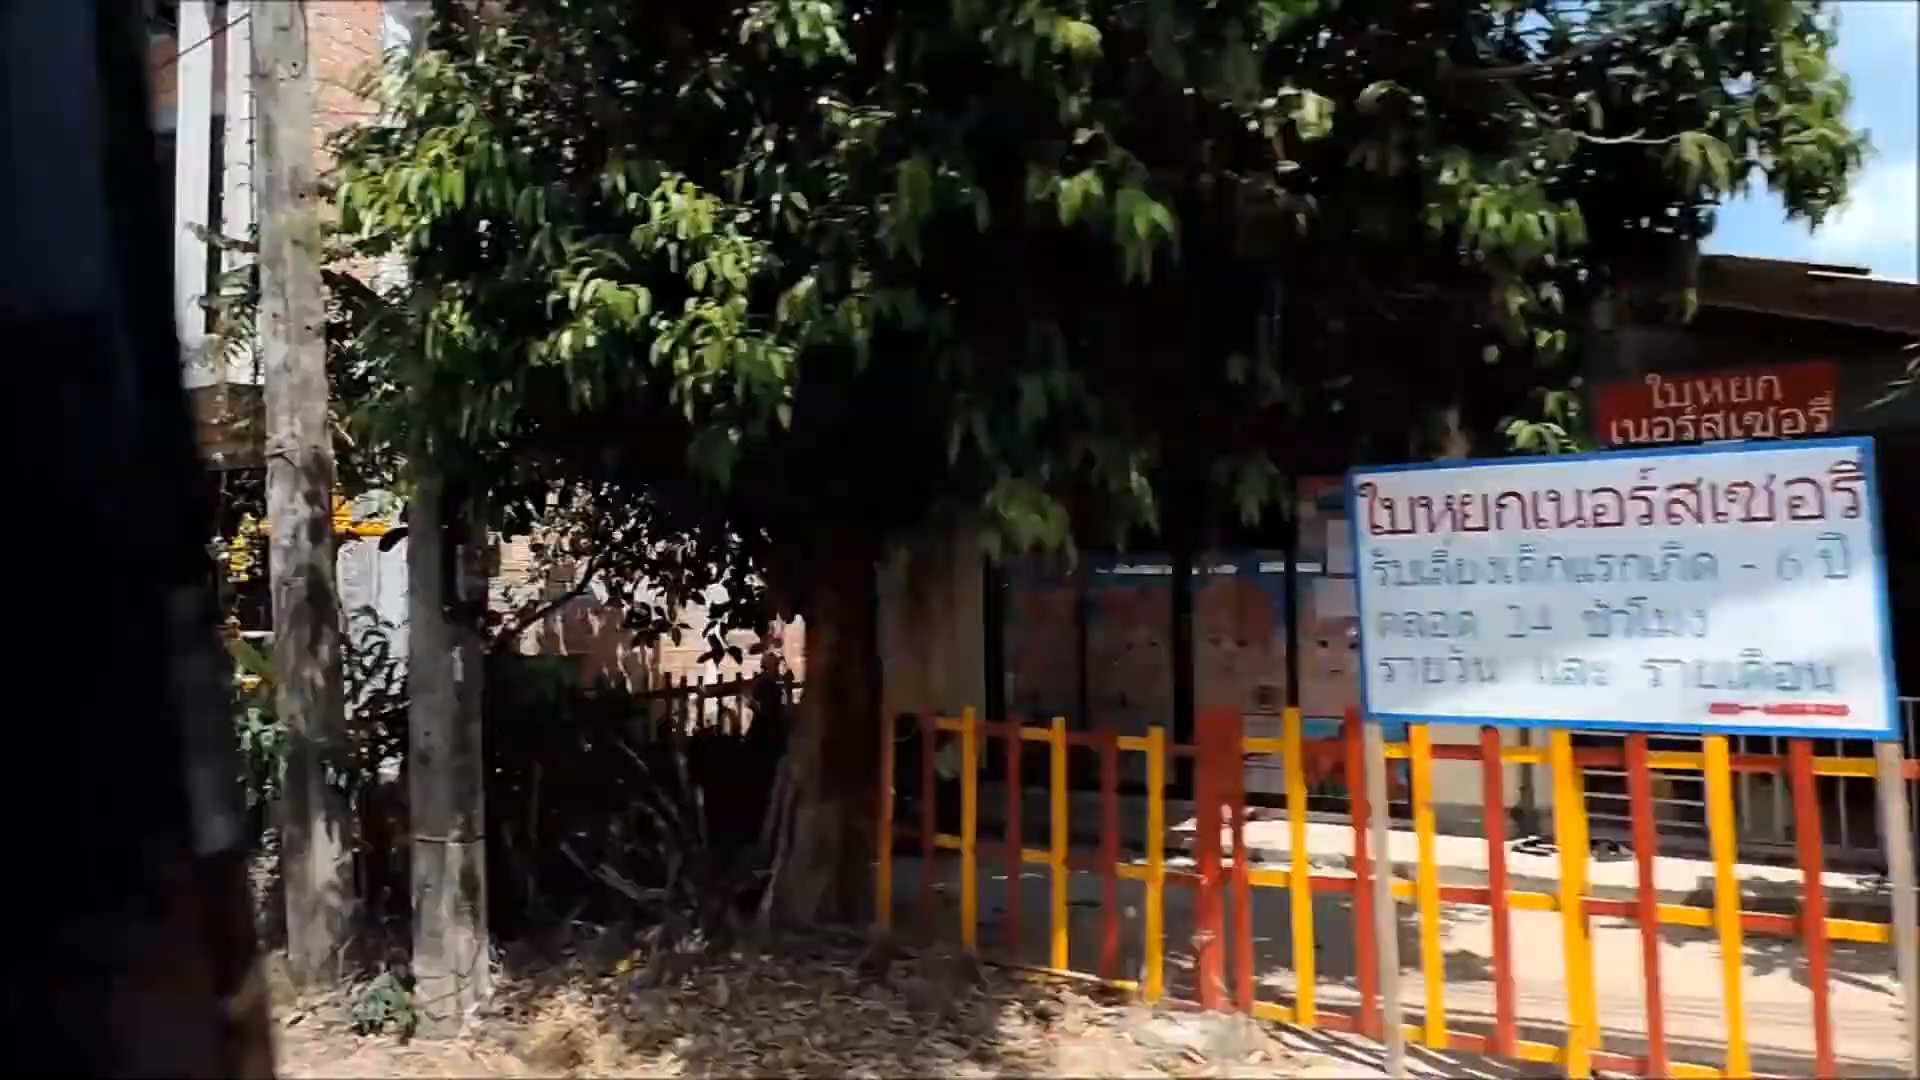 ใบหยก
เนอร์สเซอรี่
ใบหยกเนอร์สเซอรี่
รับเลี้ยงเด็กแรกเกิด - 6 ปี
ตลอด 24 ชั่วโมง
รายวัน และ รายเดือน